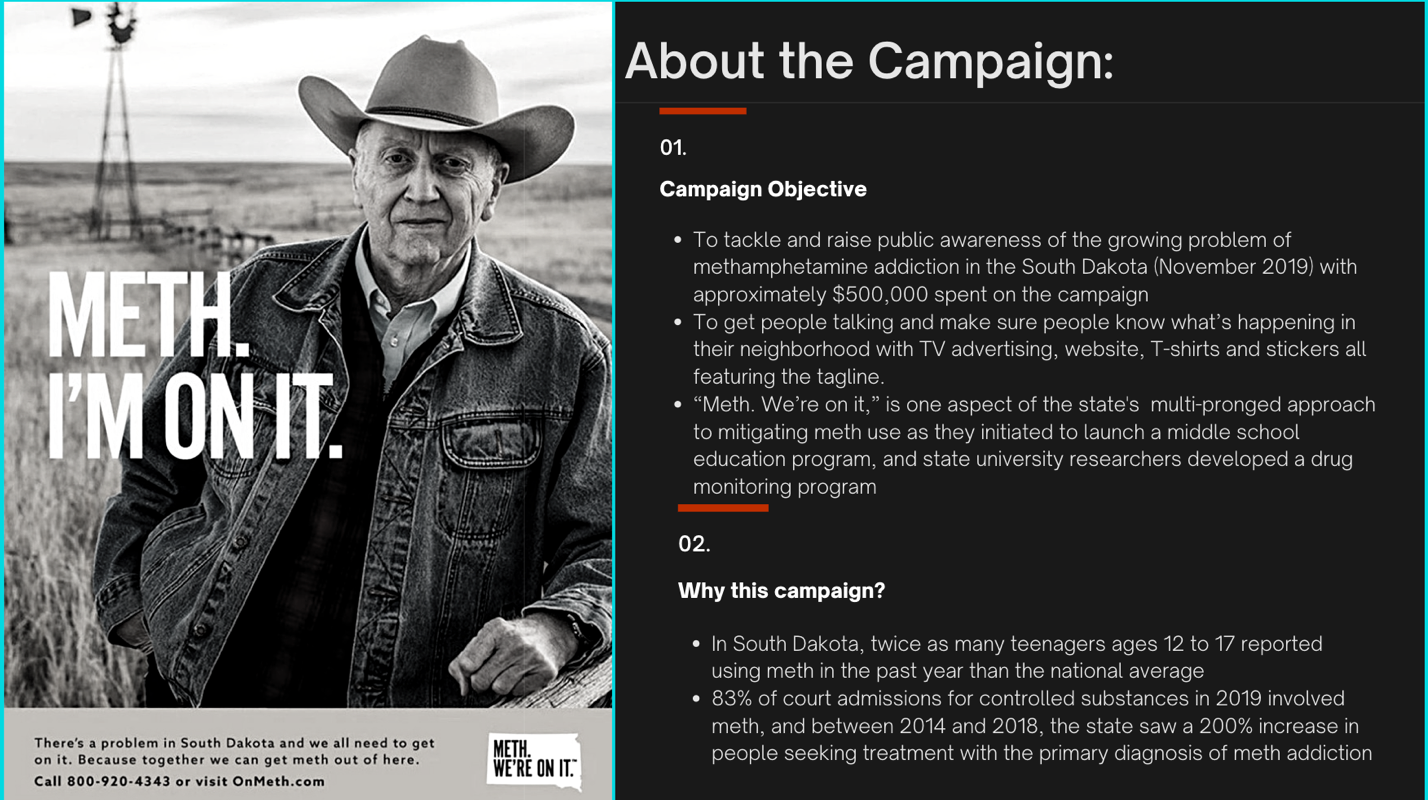 METH.
I'M ON IT.
There's a problem in South Dakota and we all need to get
on it. Because together we can get meth out of here.
Call 800-920-4343 or visit OnMeth.com
METH.
WE'RE ON IT.™
About the Campaign:
01.
Campaign Objective
• To tackle and raise public awareness of the growing problem of
methamphetamine addiction in the South Dakota (November 2019) with
approximately $500,000 spent on the campaign
• To get people talking and make sure people know what's happening in
their neighborhood with TV advertising, website, T-shirts and stickers all
featuring the tagline.
• “Meth. We’re on it,” is one aspect of the state's  multi-pronged approach
to mitigating meth use as they initiated to launch a middle school
education program, and state university researchers developed a drug
monitoring program
02.
Why this campaign?
• In South Dakota, twice as many teenagers ages 12 to 17 reported
using meth in the past year than the national average
• 83% of court admissions for controlled substances in 2019 involved
meth, and between 2014 and 2018, the state saw a 200% increase in
people seeking treatment with the primary diagnosis of meth addiction